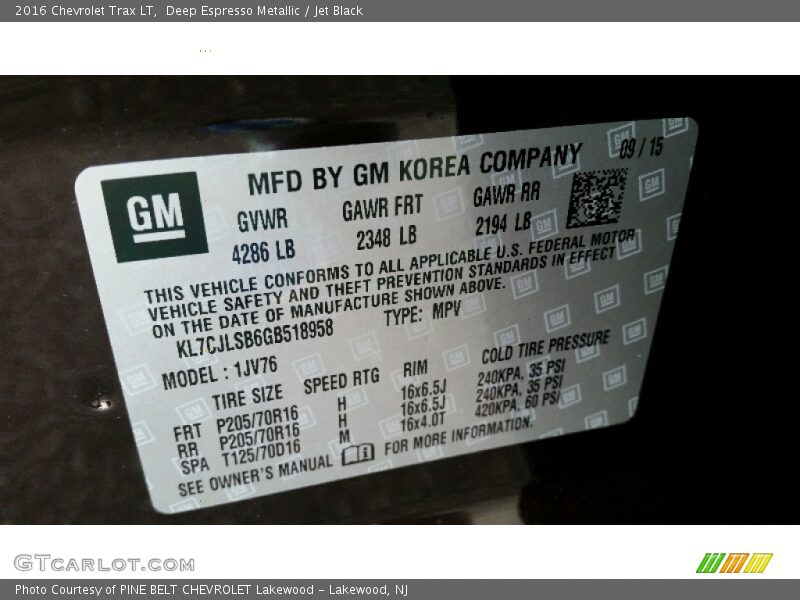 2016 Chevrolet Trax LT,  Deep Espresso Metallic / Jet Black
GM
MFD BY GM KOREA COMPANY
09 / 15
GVWR GAWR FRT GAWR RR
4286 LB 2348 LB 2194 LB
THIS VEHICLE CONFORMS TO ALL APPLICABLE U.S. FEDERAL MOTOR
VEHICLE SAFETY AND THEFT PREVENTION STANDARDS IN EFFECT
ON THE DATE OF MANUFACTURE SHOWN ABOVE.
KL7CJLSB6GB518958 TYPE: MPV
MODEL : 1JV76
TIRE SIZE SPEED RTG RIM COLD TIRE PRESSURE
FRT P205/70R16 H 16x6.5J 240KPA, 35 PSI
RR P205/70R16 H 16x6.5J 240KPA, 35 PSI
SPA T125/70D16 M 16x4.0T 420KPA, 60 PSI
SEE OWNER'S MANUAL FOR MORE INFORMATION.
GTCARLOT.COM
Photo Courtesy of PINE BELT CHEVROLET Lakewood - Lakewood, NJ